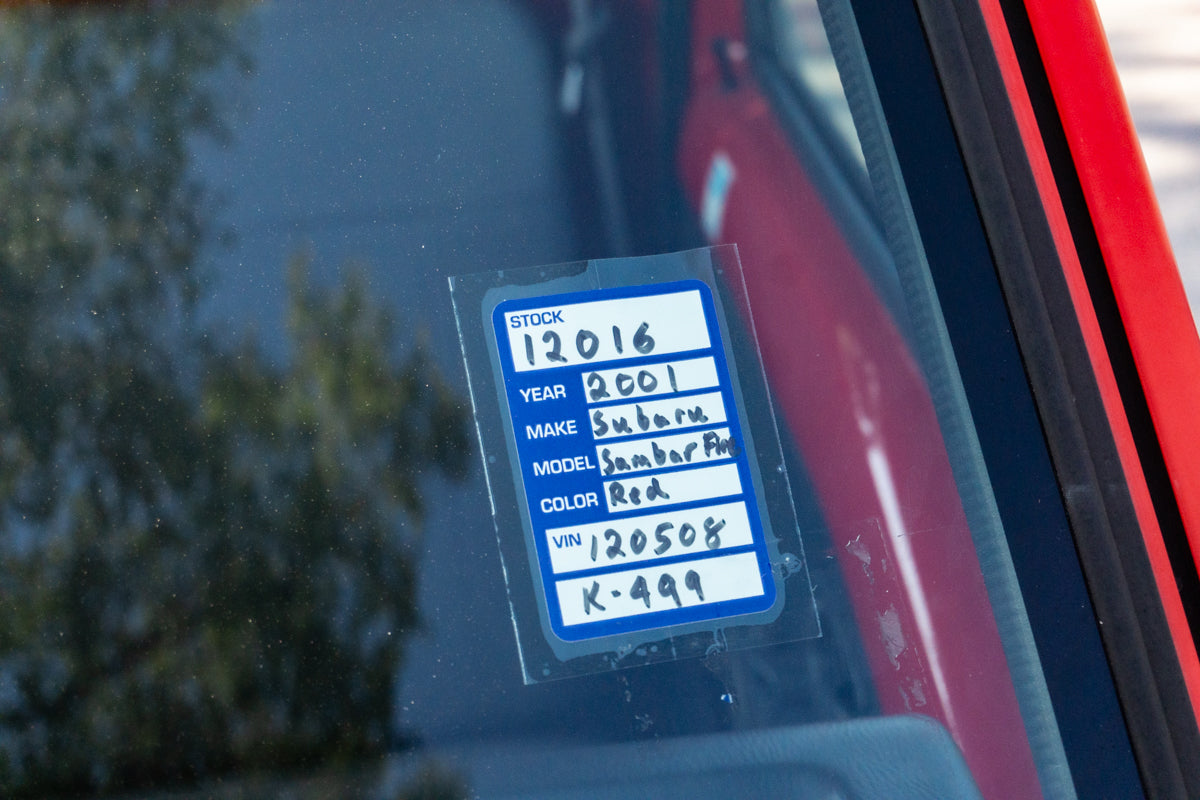 STOCK
12016
YEAR 2001
MAKE Subaru
MODEL Sambar
COLOR Red
VIN 120508
K-499